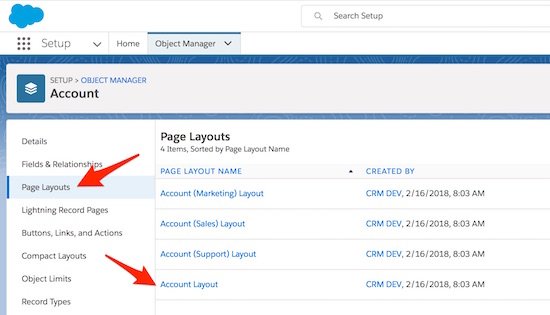 Search Setup
Setup
Home
Object Manager
SETUP > OBJECT MANAGER
Account
Details
Fields & Relationships
Page Layouts
Lightning Record Pages
Buttons, Links, and Actions
Compact Layouts
Object Limits
Record Types
Page Layouts
4 Items, Sorted by Page Layout Name
PAGE LAYOUT NAME CREATED BY
Account (Marketing) Layout CRM DEV, 2/16/2018, 8:03 AM
Account (Sales) Layout CRM DEV, 2/16/2018, 8:03 AM
Account (Support) Layout CRM DEV, 2/16/2018, 8:03 AM
Account Layout CRM DEV, 2/16/2018, 8:03 AM